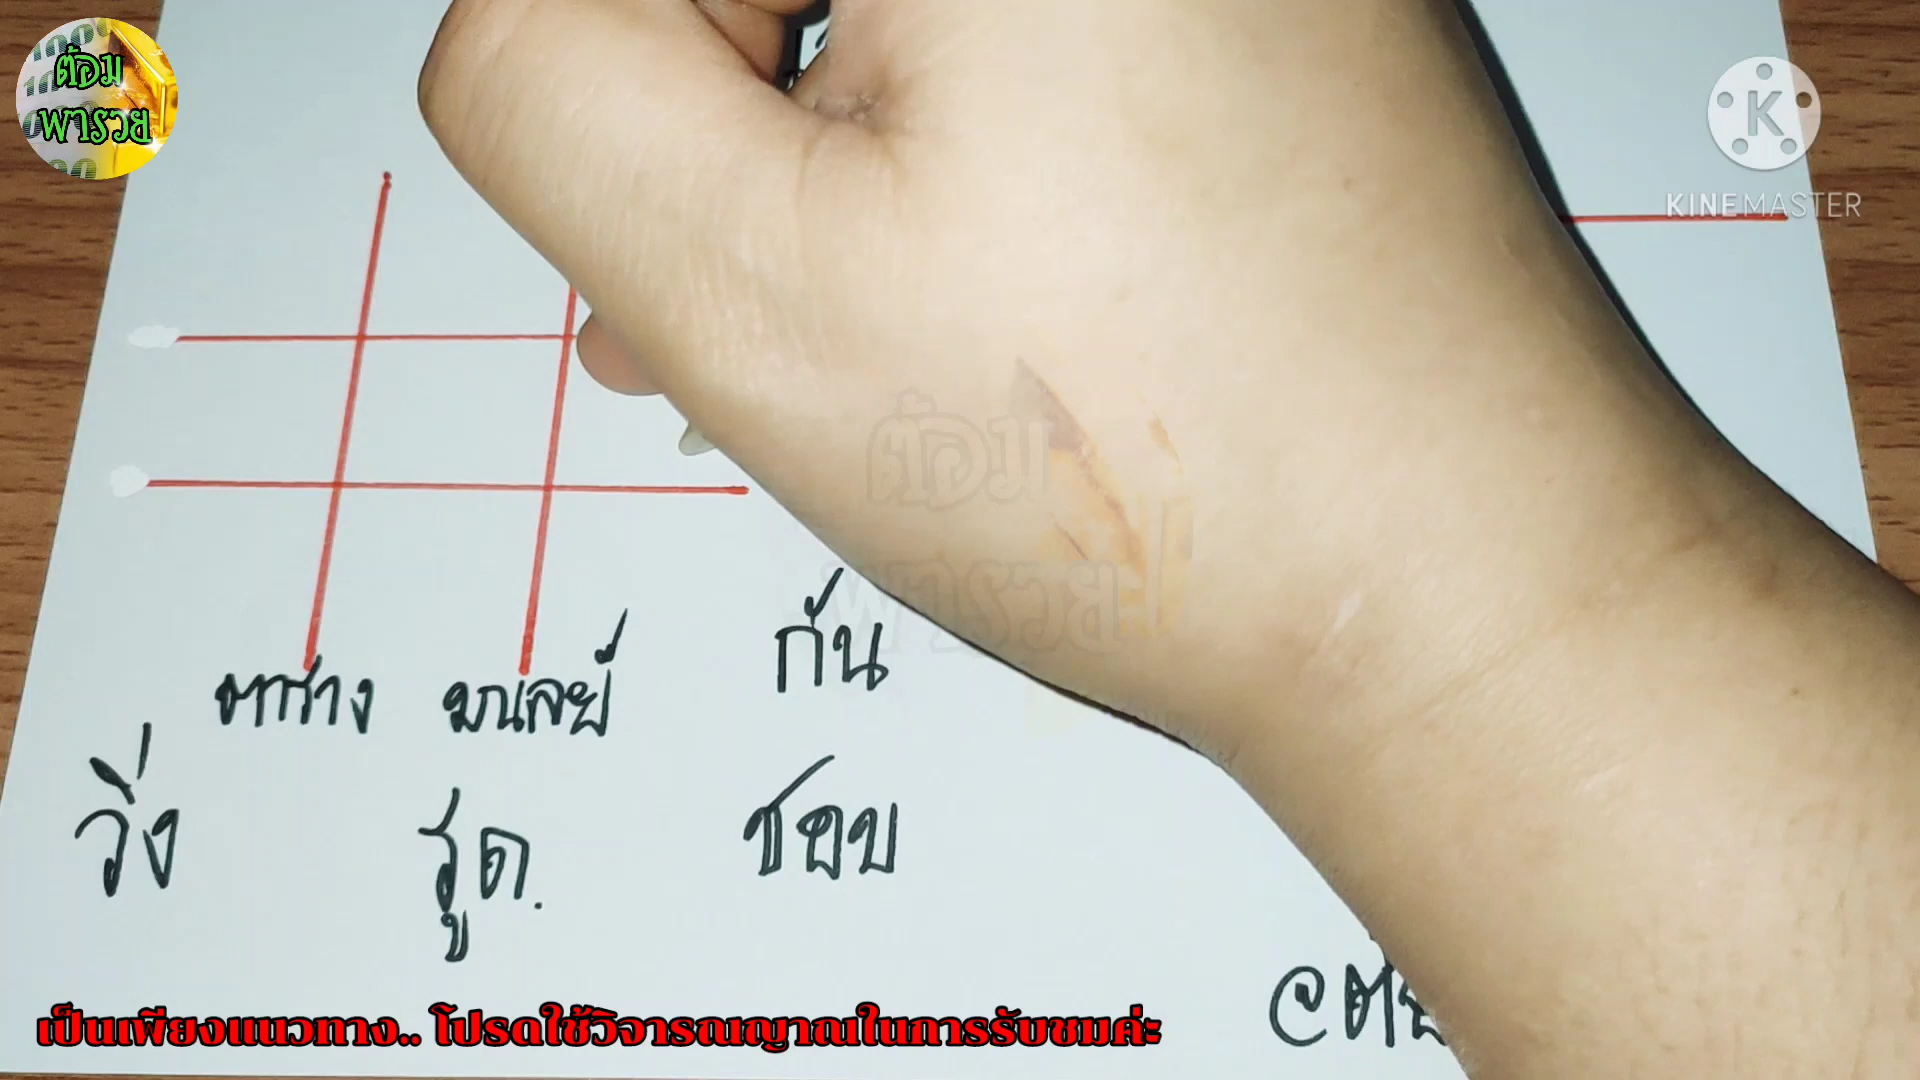 ต้อม
พารวย
K
KINEMASTER
ต้อม
พารวย
ตาราง มาเลย์ กัน
วิ่ง รูด. ชอบ
เป็นเพียงแนวทาง.. โปรดใช้วิจารณญาณในการรับชมค่ะ